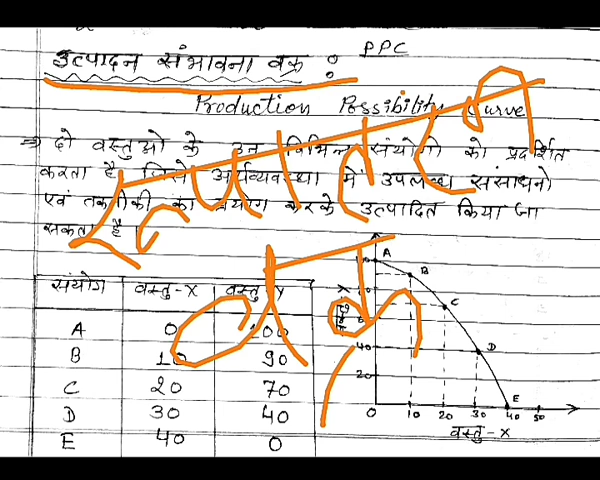 उत्पादन संभावना वक्र : PPC
Production Possibility Curve
⇒ दो वस्तुओ के उन विभिन्न संयोगो को प्रदर्शित
करता है जिसे अर्थव्यवस्था में उपलब्ध संसाधनो
एवं तकनीकी का प्रयोग करके उत्पादित किया जा
सकता है
संयोग वस्तु-X वस्तु Y
A 0 100
B 10 90
C 20 70
D 30 40
E 40 0
B
C
D
40
20
E
0 10 20 30 40 50
वस्तु-X